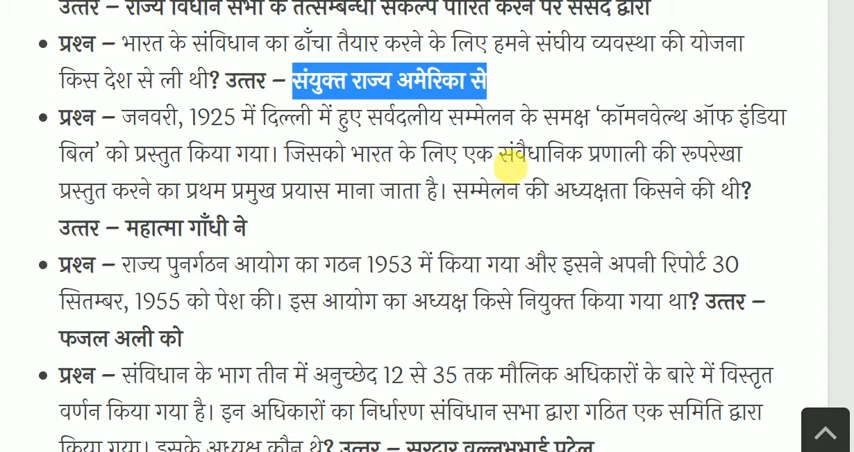 उत्तर – राज्य विधान सभा के तत्सम्बन्धी संकल्प पारित करने पर संसद द्वारा
• प्रश्न – भारत के संविधान का ढाँचा तैयार करने के लिए हमने संघीय व्यवस्था की योजना
किस देश से ली थी? उत्तर – संयुक्त राज्य अमेरिका से
• प्रश्न – जनवरी, 1925 में दिल्ली में हुए सर्वदलीय सम्मेलन के समक्ष ‘कॉमनवेल्थ ऑफ इंडिया
बिल’ को प्रस्तुत किया गया। जिसको भारत के लिए एक संवैधानिक प्रणाली की रूपरेखा
प्रस्तुत करने का प्रथम प्रमुख प्रयास माना जाता है। सम्मेलन की अध्यक्षता किसने की थी?
उत्तर – महात्मा गाँधी ने
• प्रश्न – राज्य पुनर्गठन आयोग का गठन 1953 में किया गया और इसने अपनी रिपोर्ट 30
सितम्बर, 1955 को पेश की। इस आयोग का अध्यक्ष किसे नियुक्त किया गया था? उत्तर –
फजल अली को
• प्रश्न – संविधान के भाग तीन में अनुच्छेद 12 से 35 तक मौलिक अधिकारों के बारे में विस्तृत
वर्णन किया गया है। इन अधिकारों का निर्धारण संविधान सभा द्वारा गठित एक समिति द्वारा
किया गया। इसके अध्यक्ष कौन थे? उत्तर – सरदार वल्लभभाई पटेल